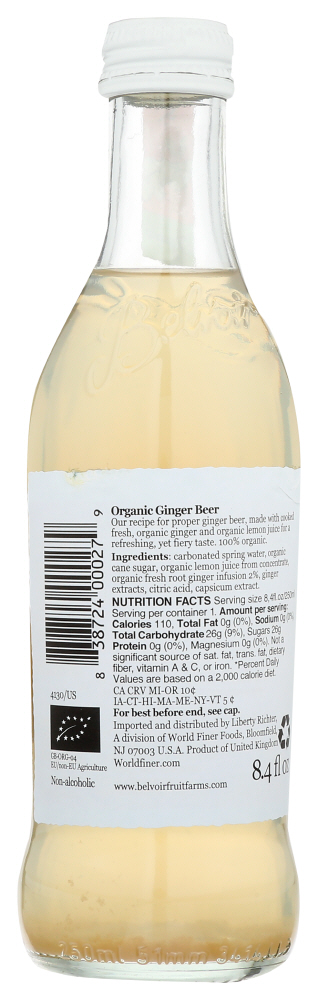 Belvoir
Organic Ginger Beer
Our recipe for proper ginger beer, made with cooked
fresh, organic ginger and organic lemon juice for a
refreshing, yet fiery taste. 100% organic.
Ingredients: carbonated spring water, organic
cane sugar, organic lemon juice from concentrate,
organic fresh root ginger infusion 2%, ginger
extracts, citric acid, capsicum extract.
NUTRITION FACTS Serving size 8,4fl.oz/250ml
Serving per container 1. Amount per serving:
Calories 110, Total Fat 0g (0%), Sodium 0g (0%),
Total Carbohydrate 26g (9%), Sugars 26g
Protein 0g (0%), Magnesium 0g (0%). Not a
significant source of sat. fat, trans. fat, dietary
fiber, vitamin A & C, or iron. *Percent Daily
Values are based on a 2,000 calorie diet.
CA CRV MI-OR 10¢
IA-CT-HI-MA-ME-NY-VT 5 ¢
For best before end, see cap.
Imported and distributed by Liberty Richter,
A division of World Finer Foods, Bloomfield,
NJ 07003 U.S.A. Product of United Kingdom
Worldfiner.com
www.belvoirfruitfarms.com
8.4 fl oz
8 38724 00027 9
4130/US
GB-ORG-04
EU/non-EU Agriculture
Non-alcoholic
250ml 51mm